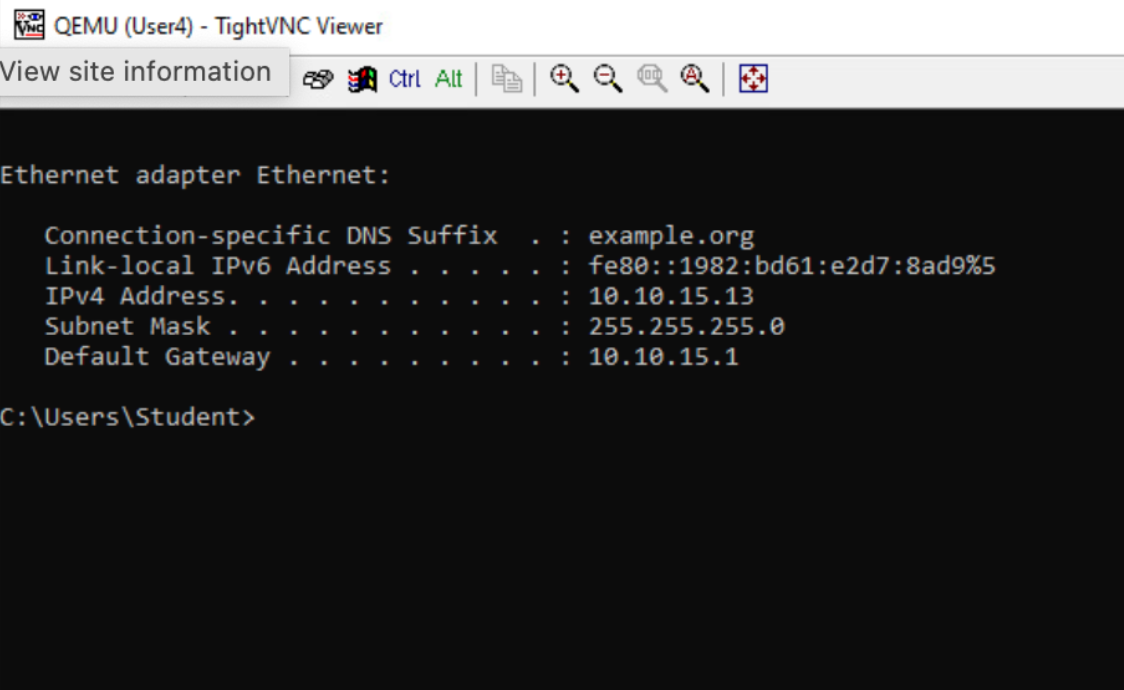 QEMU (User4) - TightVNC Viewer
View site information
Ctrl Alt
Ethernet adapter Ethernet:
Connection-specific DNS Suffix  . : example.org
Link-local IPv6 Address . . . . . : fe80::1982:bd61:e2d7:8ad9%5
IPv4 Address. . . . . . . . . . . : 10.10.15.13
Subnet Mask . . . . . . . . . . . : 255.255.255.0
Default Gateway . . . . . . . . . : 10.10.15.1
C:\Users\Student>